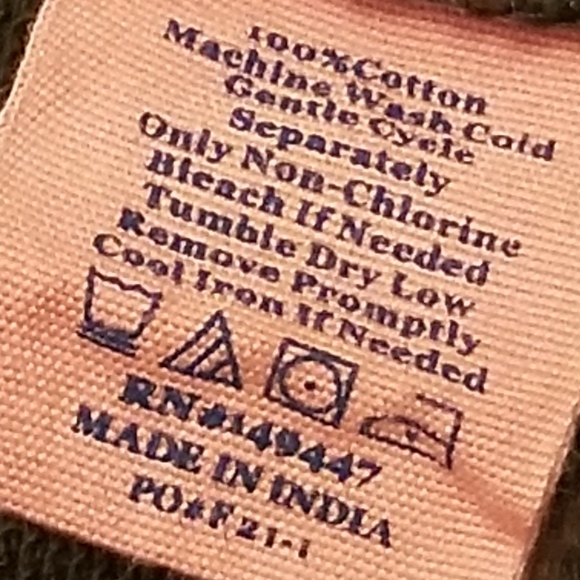 100%Cotton
Machine Wash Cold
Gentle Cycle
Separately
Only Non-Chlorine
Bleach If Needed
Tumble Dry Low
Remove Promptly
Cool Iron If Needed
RN#149447
MADE IN INDIA
PO#F21-1